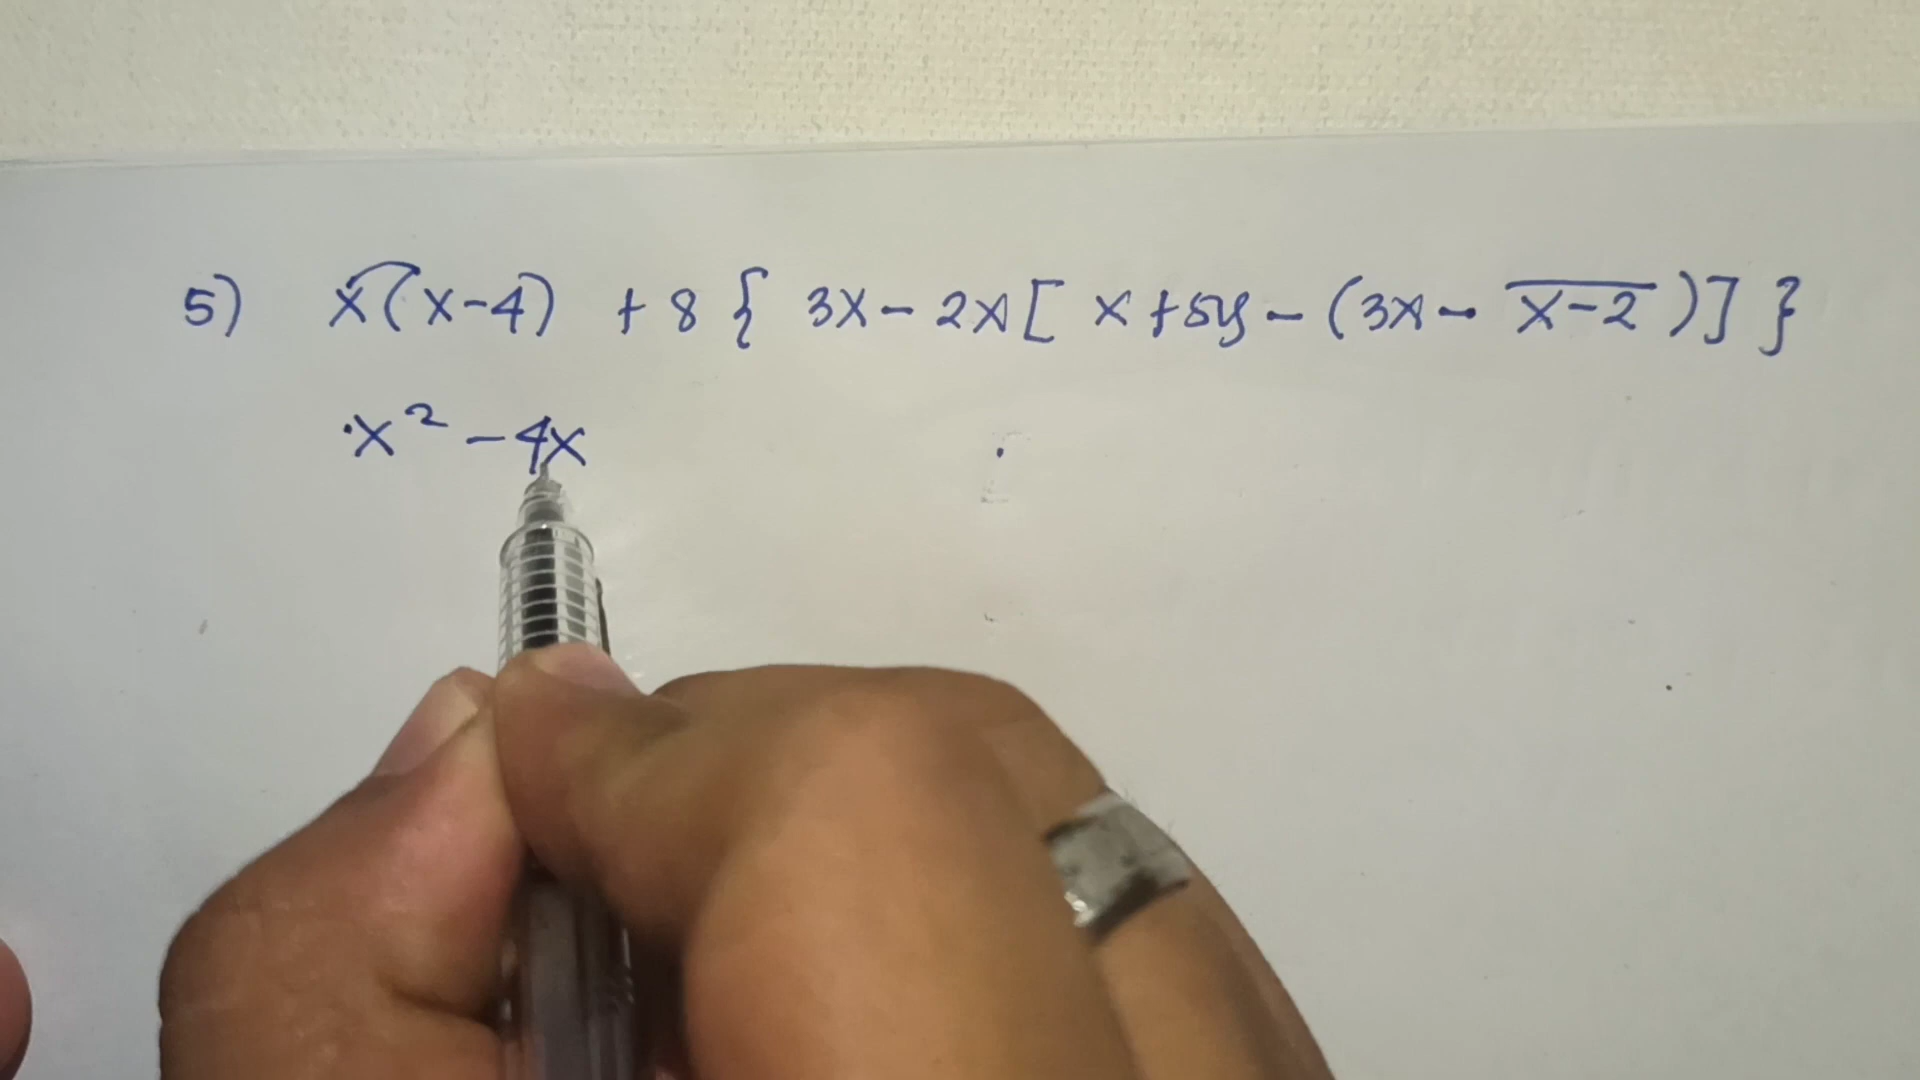 5) x(x-4) + 8{ 3x - 2x[ x + 5y - (3x - x̅-̅2̅ )] }
x² - 4x